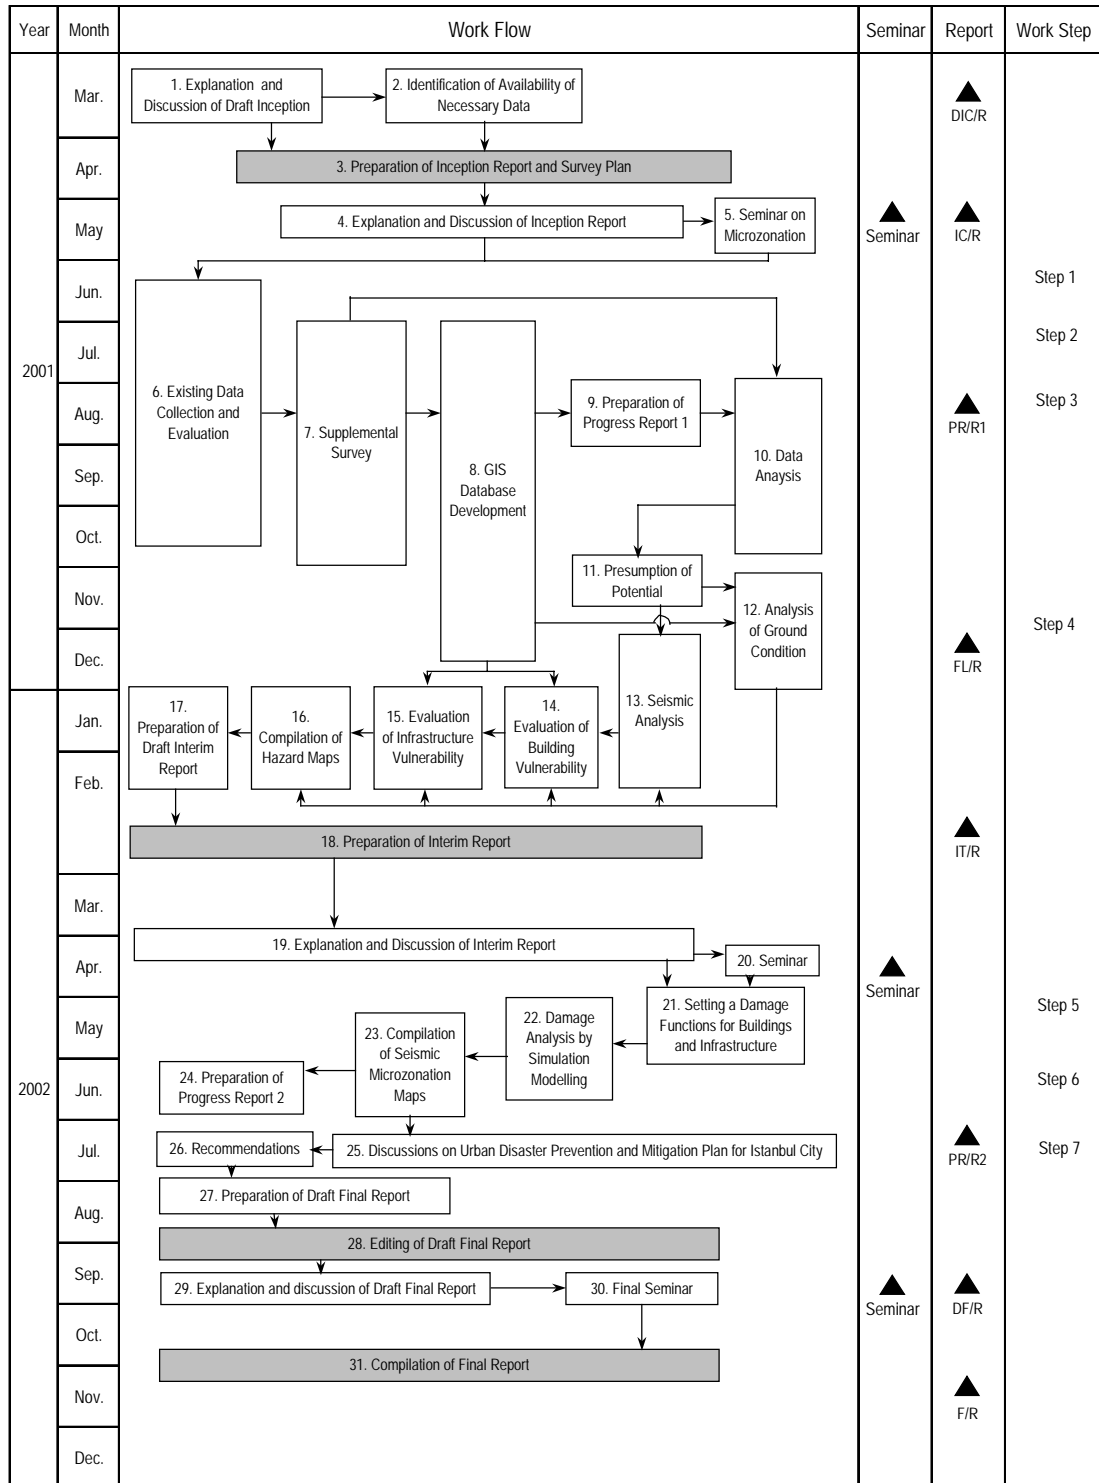 Year
Month
Work Flow
Seminar
Report
Work Step
2001
Mar.
1. Explanation and
Discussion of Draft Inception
2. Identification of Availability of
Necessary Data
DIC/R
Apr.
3. Preparation of Inception Report and Survey Plan
May
4. Explanation and Discussion of Inception Report
5. Seminar on
Microzonation
Seminar
IC/R
Jun.
Step 1
Jul.
Step 2
6. Existing Data
Collection and
Evaluation
7. Supplemental
Survey
8. GIS
Database
Development
Aug.
9. Preparation of
Progress Report 1
PR/R1
Step 3
Sep.
10. Data
Anaysis
Oct.
11. Presumption of
Potential
Nov.
12. Analysis
of Ground
Condition
Step 4
Dec.
FL/R
2002
Jan.
17.
Preparation of
Draft Interim
Report
16.
Compilation of
Hazard Maps
15. Evaluation
of Infrastructure
Vulnerability
14.
Evaluation of
Building
Vulnerability
13. Seismic
Analysis
Feb.
18. Preparation of Interim Report
IT/R
Mar.
19. Explanation and Discussion of Interim Report
Apr.
20. Seminar
Seminar
May
21. Setting a Damage
Functions for Buildings
and Infrastructure
22. Damage
Analysis by
Simulation
Modelling
23. Compilation
of Seismic
Microzonation
Maps
Step 5
Jun.
24. Preparation of
Progress Report 2
Step 6
Jul.
26. Recommendations
25. Discussions on Urban Disaster Prevention and Mitigation Plan for Istanbul City
PR/R2
Step 7
27. Preparation of Draft Final Report
Aug.
28. Editing of Draft Final Report
Sep.
29. Explanation and discussion of Draft Final Report
30. Final Seminar
Seminar
DF/R
Oct.
31. Compilation of Final Report
Nov.
F/R
Dec.